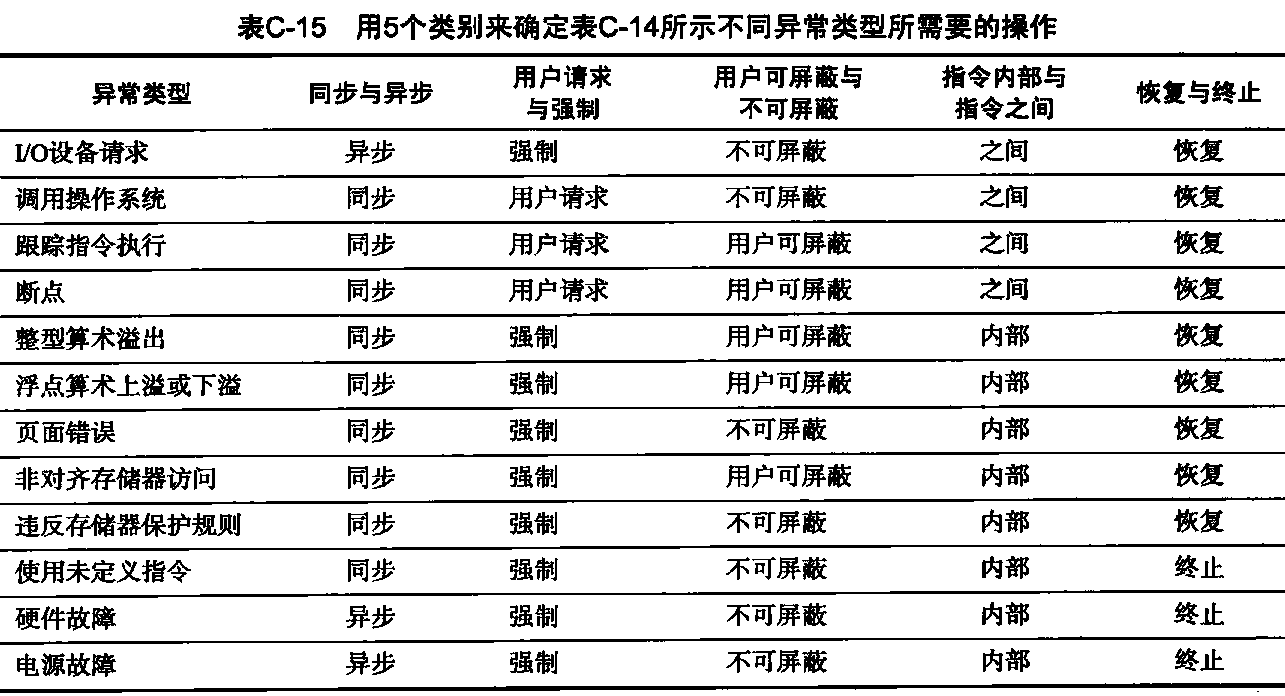 表C-15 用5个类别来确定表C-14所示不同异常类型所需要的操作
异常类型 同步与异步 用户请求与强制 用户可屏蔽与不可屏蔽 指令内部与指令之间 恢复与终止
I/O设备请求 异步 强制 不可屏蔽 之间 恢复
调用操作系统 同步 用户请求 不可屏蔽 之间 恢复
跟踪指令执行 同步 用户请求 用户可屏蔽 之间 恢复
断点 同步 用户请求 用户可屏蔽 之间 恢复
整型算术溢出 同步 强制 用户可屏蔽 内部 恢复
浮点算术上溢或下溢 同步 强制 用户可屏蔽 内部 恢复
页面错误 同步 强制 不可屏蔽 内部 恢复
非对齐存储器访问 同步 强制 用户可屏蔽 内部 恢复
违反存储器保护规则 同步 强制 不可屏蔽 内部 恢复
使用未定义指令 同步 强制 不可屏蔽 内部 终止
硬件故障 异步 强制 不可屏蔽 内部 终止
电源故障 异步 强制 不可屏蔽 内部 终止